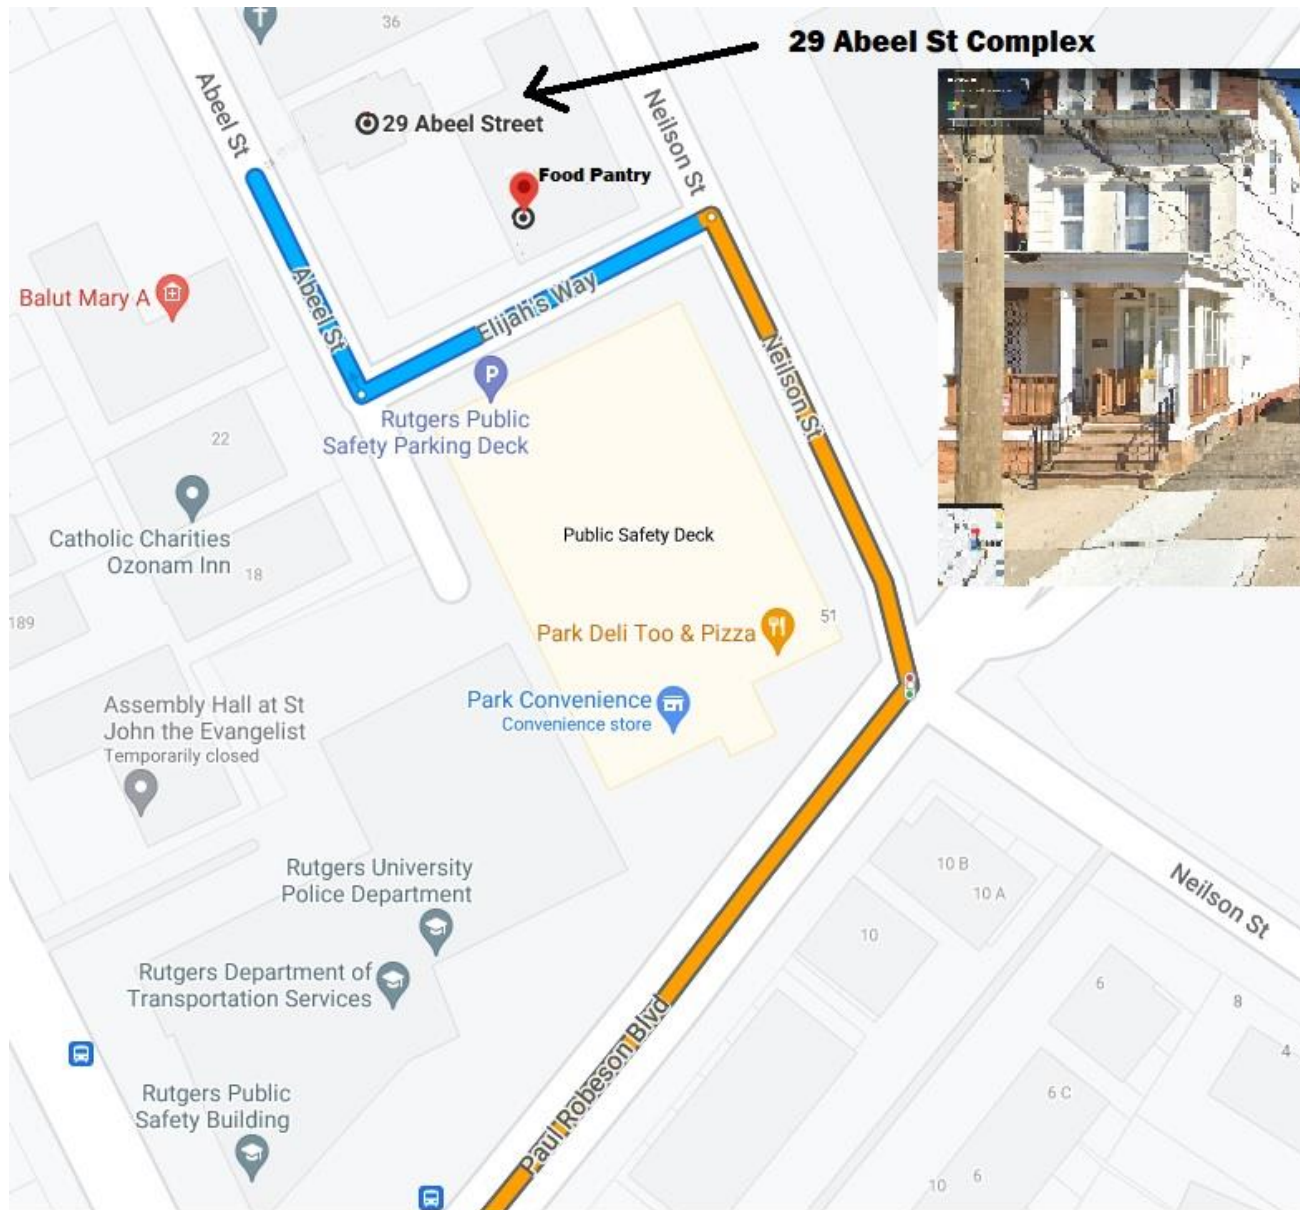 36
29 Abeel St Complex
Abeel St
Neilson St
29 Abeel Street
Food Pantry
Balut Mary A
Abeel St
Elijah's Way
P
Rutgers Public
Safety Parking Deck
Neilson St
22
Catholic Charities
Ozonam Inn
18
Public Safety Deck
189
51
Park Deli Too & Pizza
Park Convenience
Convenience store
Assembly Hall at St
John the Evangelist
Temporarily closed
Rutgers University
Police Department
10 B
10 A
Neilson St
10
Rutgers Department of
Transportation Services
6
8
4
Paul Robeson Blvd
6 C
Rutgers Public
Safety Building
10
6